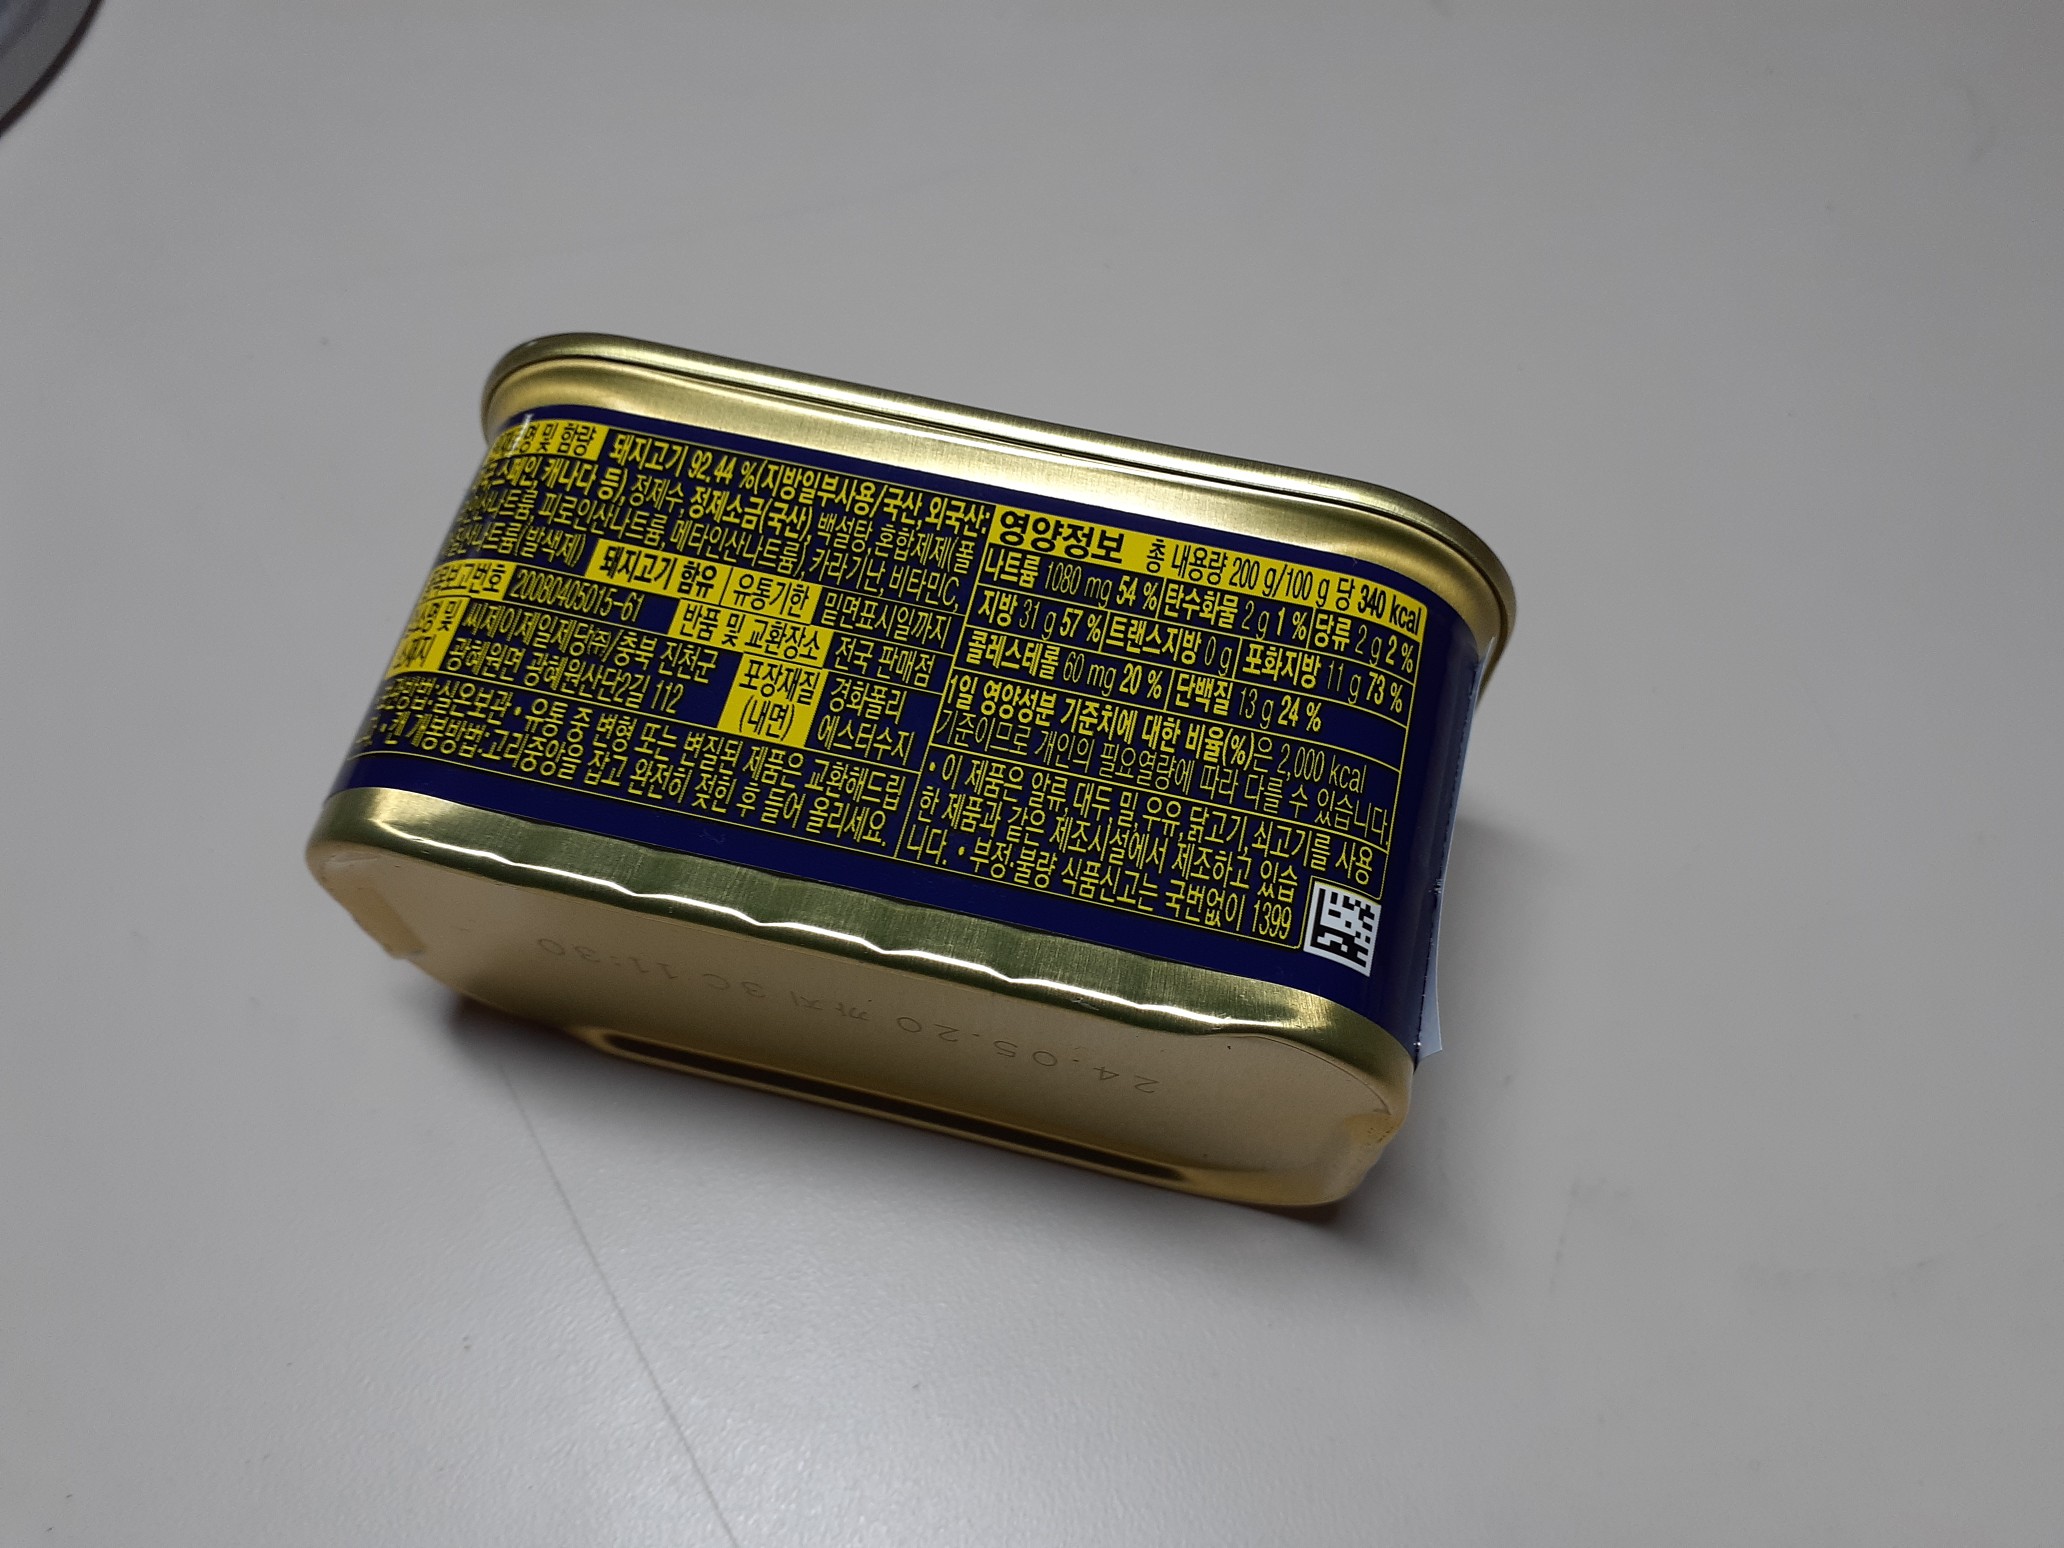 및 함량 돼지고기 92.44 %(지방일부사용/국산, 외국산:
스페인, 캐나다 등), 정제수, 정제소금(국산), 백설탕, 혼합제제(폴
피로인산나트륨, 메타인산나트륨), 카라기난, 비타민C,
(발색제) 돼지고기 함유 유통기한 밑면표시일까지
번호 20080405015-61 반품 및 교환장소 전국 판매점
및 씨제이제일제당㈜/충북 진천군
광혜원면 광혜원산단2길 112
포장재질
(내면)
경화폴리
에스터수지
실온보관 • 유통 중 변형 또는 변질된 제품은 교환해드립
• 캔 개봉방법:고리중앙을 잡고 완전히 젖힌 후 들어 올리세요.
영양정보 총 내용량 200 g/100 g 당 340 kcal
나트륨 1080 mg 54 % 탄수화물 2 g 1 % 당류 2 g 2 %
지방 31 g 57 % 트랜스지방 0 g 포화지방 11 g 73 %
콜레스테롤 60 mg 20 % 단백질 13 g 24 %
1일 영양성분 기준치에 대한 비율(%)은 2,000 kcal
기준이므로 개인의 필요열량에 따라 다를 수 있습니다.
• 이 제품은 알류, 대두, 밀, 우유, 닭고기, 쇠고기를 사용
한 제품과 같은 제조시설에서 제조하고 있습
니다. • 부정·불량 식품신고는 국번없이 1399
24.05.20 까지 3C 11:30